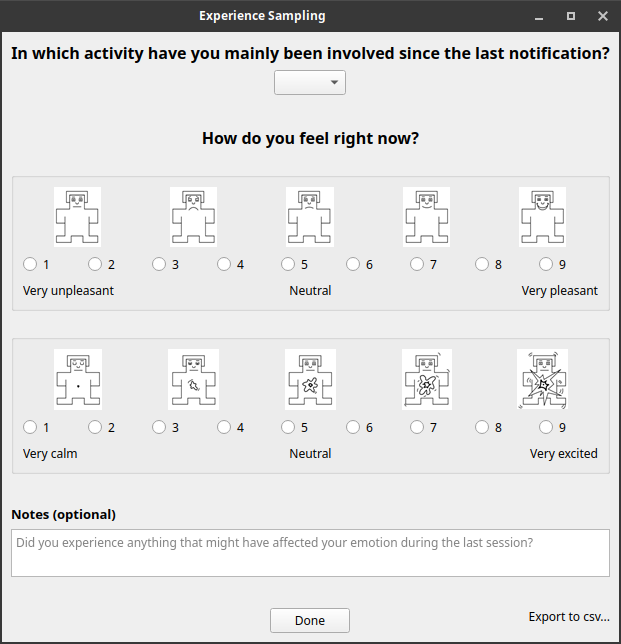 Experience Sampling
In which activity have you mainly been involved since the last notification?
How do you feel right now?
1 2 3 4 5 6 7 8 9
Very unpleasant Neutral Very pleasant
1 2 3 4 5 6 7 8 9
Very calm Neutral Very excited
Notes (optional)
Did you experience anything that might have affected your emotion during the last session?
Done
Export to csv...